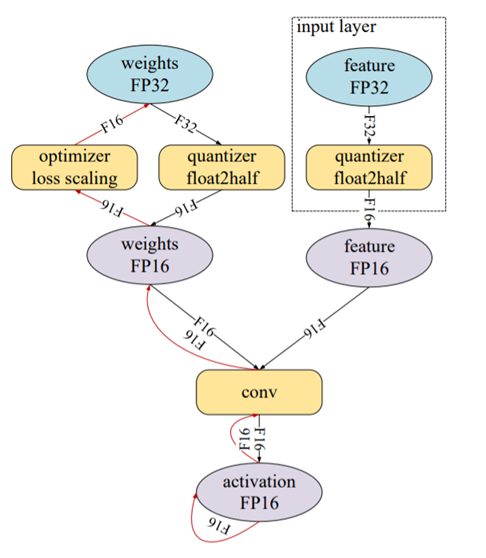 input layer
weights
FP32
feature
FP32
F16
F32
F32
optimizer
loss scaling
quantizer
float2half
quantizer
float2half
F16
F16
F16
weights
FP16
feature
FP16
F16
F16
F16
conv
F16
F16
activation
FP16
F16